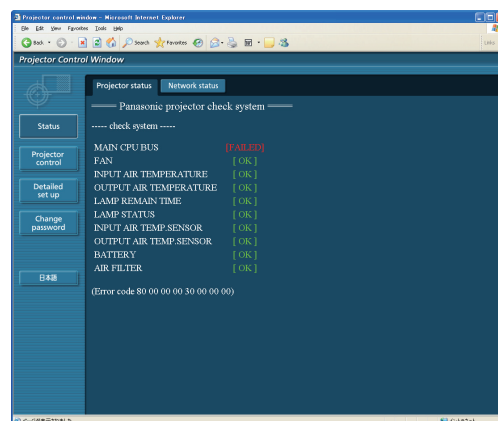 Projector control window - Microsoft Internet Explorer
File Edit View Favorites Tools Help
Back Search Favorites
Links
Projector Control Window
Projector status Network status
Panasonic projector check system
----- check system -----
Status
MAIN CPU BUS [FAILED]
FAN [ OK ]
INPUT AIR TEMPERATURE [ OK ]
OUTPUT AIR TEMPERATURE [ OK ]
LAMP REMAIN TIME [ OK ]
LAMP STATUS [ OK ]
INPUT AIR TEMP.SENSOR [ OK ]
OUTPUT AIR TEMP.SENSOR [ OK ]
BATTERY [ OK ]
AIR FILTER [ OK ]
(Error code 80 00 00 00 30 00 00 00)
Projector
control
Detailed
set up
Change
password
日本語